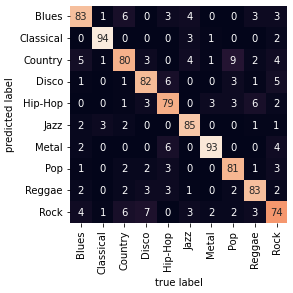 Blues 83 1 6 0 3 4 0 0 3 3
Classical 0 94 0 0 0 3 1 0 0 2
Country 5 1 80 3 0 4 1 9 2 4
Disco 1 0 1 82 6 0 0 3 1 5
Hip-Hop 0 0 1 3 79 0 3 3 6 2
Jazz 2 3 2 0 0 85 0 0 1 1
Metal 2 0 0 0 6 0 93 0 0 4
Pop 1 0 2 2 3 0 0 81 1 3
Reggae 2 0 2 3 3 1 0 2 83 2
Rock 4 1 6 7 0 3 2 2 3 74
predicted label
Blues Classical Country Disco Hip-Hop Jazz Metal Pop Reggae Rock
true label